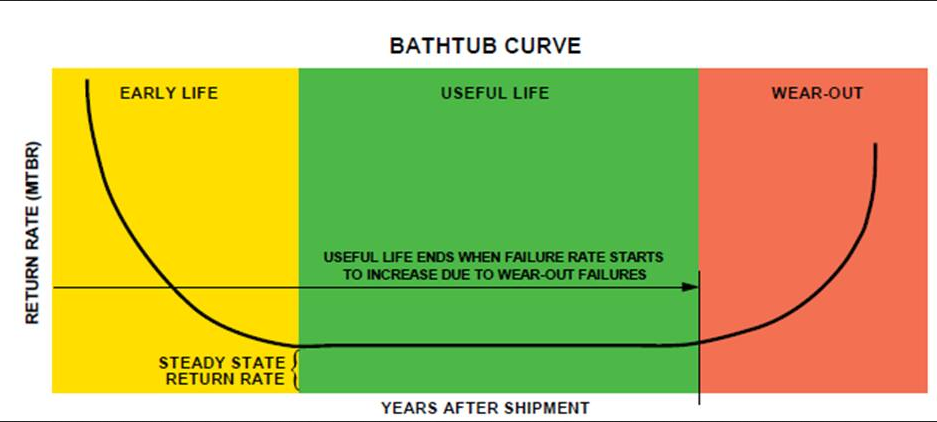 BATHTUB CURVE
EARLY LIFE
USEFUL LIFE
WEAR-OUT
RETURN RATE (MTBR)
USEFUL LIFE ENDS WHEN FAILURE RATE STARTS
TO INCREASE DUE TO WEAR-OUT FAILURES
STEADY STATE
RETURN RATE
YEARS AFTER SHIPMENT